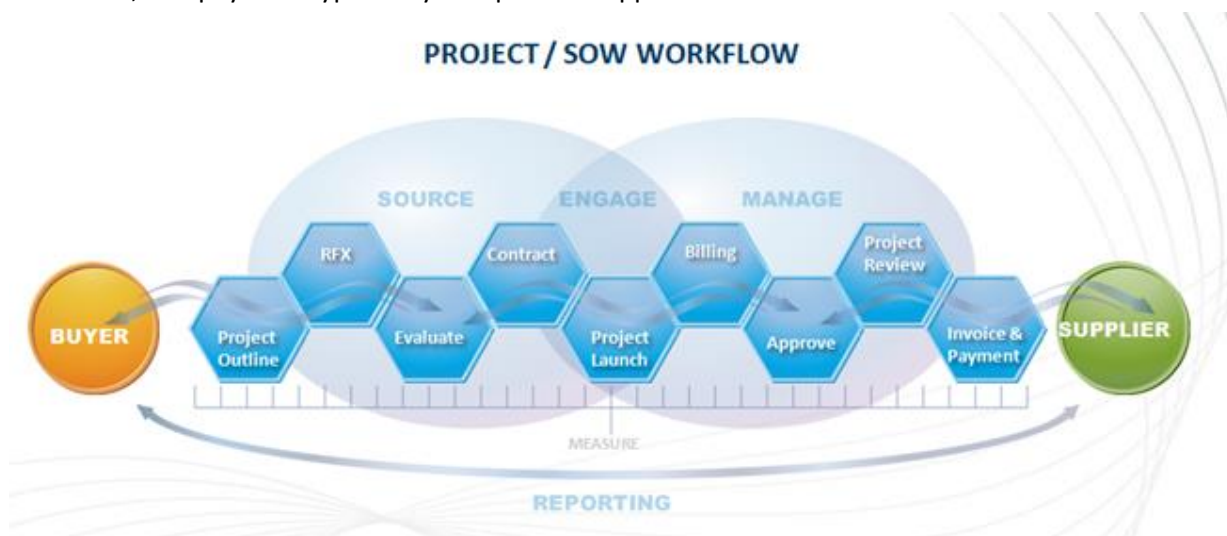 PROJECT / SOW WORKFLOW
SOURCE
ENGAGE
MANAGE
RFX
Contract
Billing
Project
Review
BUYER
Project
Outline
Evaluate
Project
Launch
Approve
Invoice &
Payment
SUPPLIER
MEASURE
REPORTING